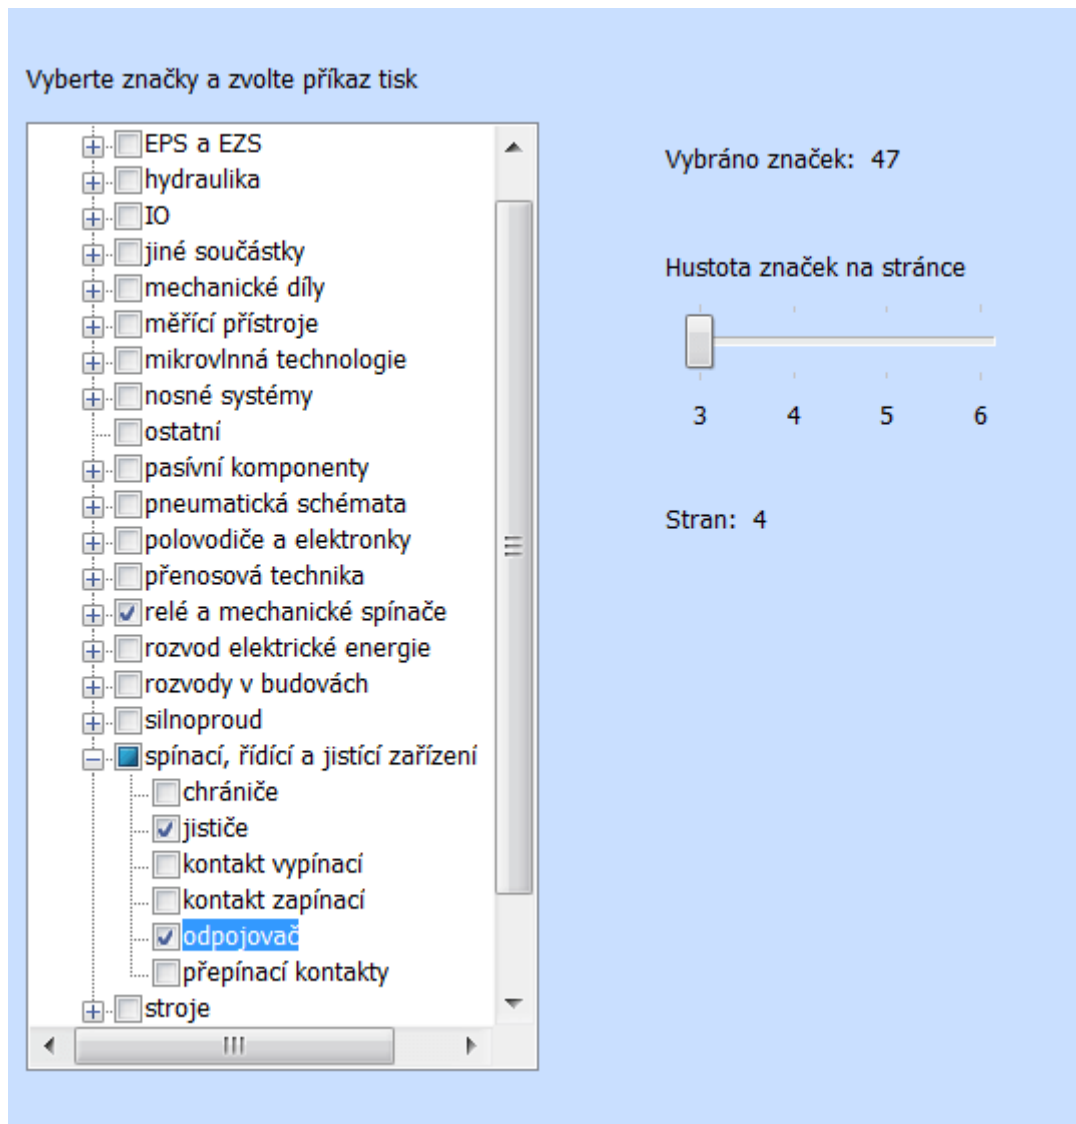 Vyberte značky a zvolte příkaz tisk
EPS a EZS
hydraulika
IO
jiné součástky
mechanické díly
měřící přístroje
mikrovlnná technologie
nosné systémy
ostatní
pasívní komponenty
pneumatická schémata
polovodiče a elektronky
přenosová technika
relé a mechanické spínače
rozvod elektrické energie
rozvody v budovách
silnoproud
spínací, řídící a jistící zařízení
chrániče
jističe
kontakt vypínací
kontakt zapínací
odpojovač
přepínací kontakty
stroje
Vybráno značek: 47
Hustota značek na stránce
3 4 5 6
Stran: 4